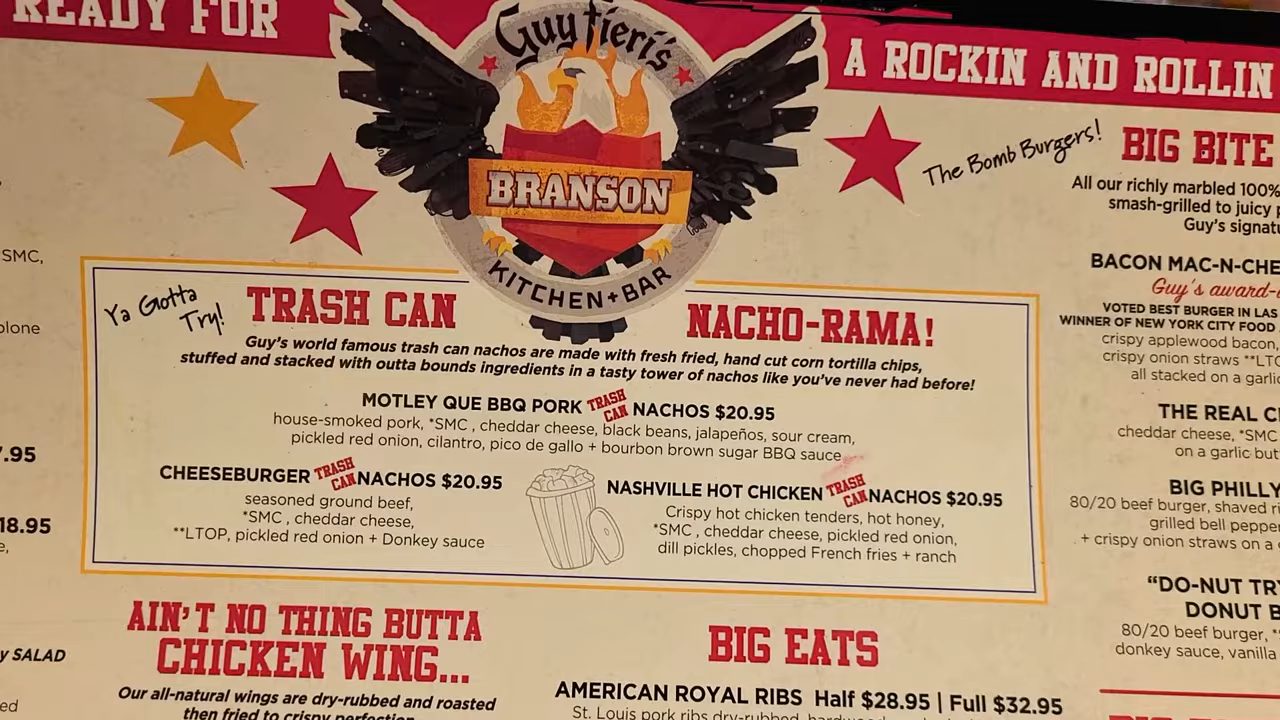 READY FOR
Guy Fieri's
A ROCKIN AND ROLLIN
BRANSON
KITCHEN+BAR
SMC,
.95
18.95
y SALAD
Ya Gotta
Try!
TRASH CAN NACHO-RAMA!
Guy's world famous trash can nachos are made with fresh fried, hand cut corn tortilla chips,
stuffed and stacked with outta bounds ingredients in a tasty tower of nachos like you've never had before!
MOTLEY QUE BBQ PORK TRASH CAN NACHOS $20.95
house-smoked pork, *SMC , cheddar cheese, black beans, jalapeños, sour cream,
pickled red onion, cilantro, pico de gallo + bourbon brown sugar BBQ sauce
CHEESEBURGER TRASH CAN NACHOS $20.95
seasoned ground beef,
*SMC , cheddar cheese,
**LTOP, pickled red onion + Donkey sauce
NASHVILLE HOT CHICKEN TRASH CAN NACHOS $20.95
Crispy hot chicken tenders, hot honey,
*SMC , cheddar cheese, pickled red onion,
dill pickles, chopped French fries + ranch
AIN'T NO THING BUTTA
CHICKEN WING...
Our all-natural wings are dry-rubbed and roasted
then fried to crispy perfection
BIG EATS
AMERICAN ROYAL RIBS Half $28.95 | Full $32.95
St. Louis pork ribs dry-rubbed,
The Bomb Burgers!
BIG BITE
All our richly marbled 100%
smash-grilled to juicy
Guy's
BACON MAC-N-CHE
Guy's award-
VOTED BEST BURGER IN LAS
WINNER OF NEW YORK CITY FOOD
crispy applewood bacon,
crispy onion straws
all stacked on a
THE REAL
cheddar cheese, *SMC
on a garlic
BIG PHILLY
80/20 beef burger, shaved
grilled bell
+ crispy onion straws on a
"DO-NUT
DONUT
80/20 beef burger,
donkey sauce, vanilla